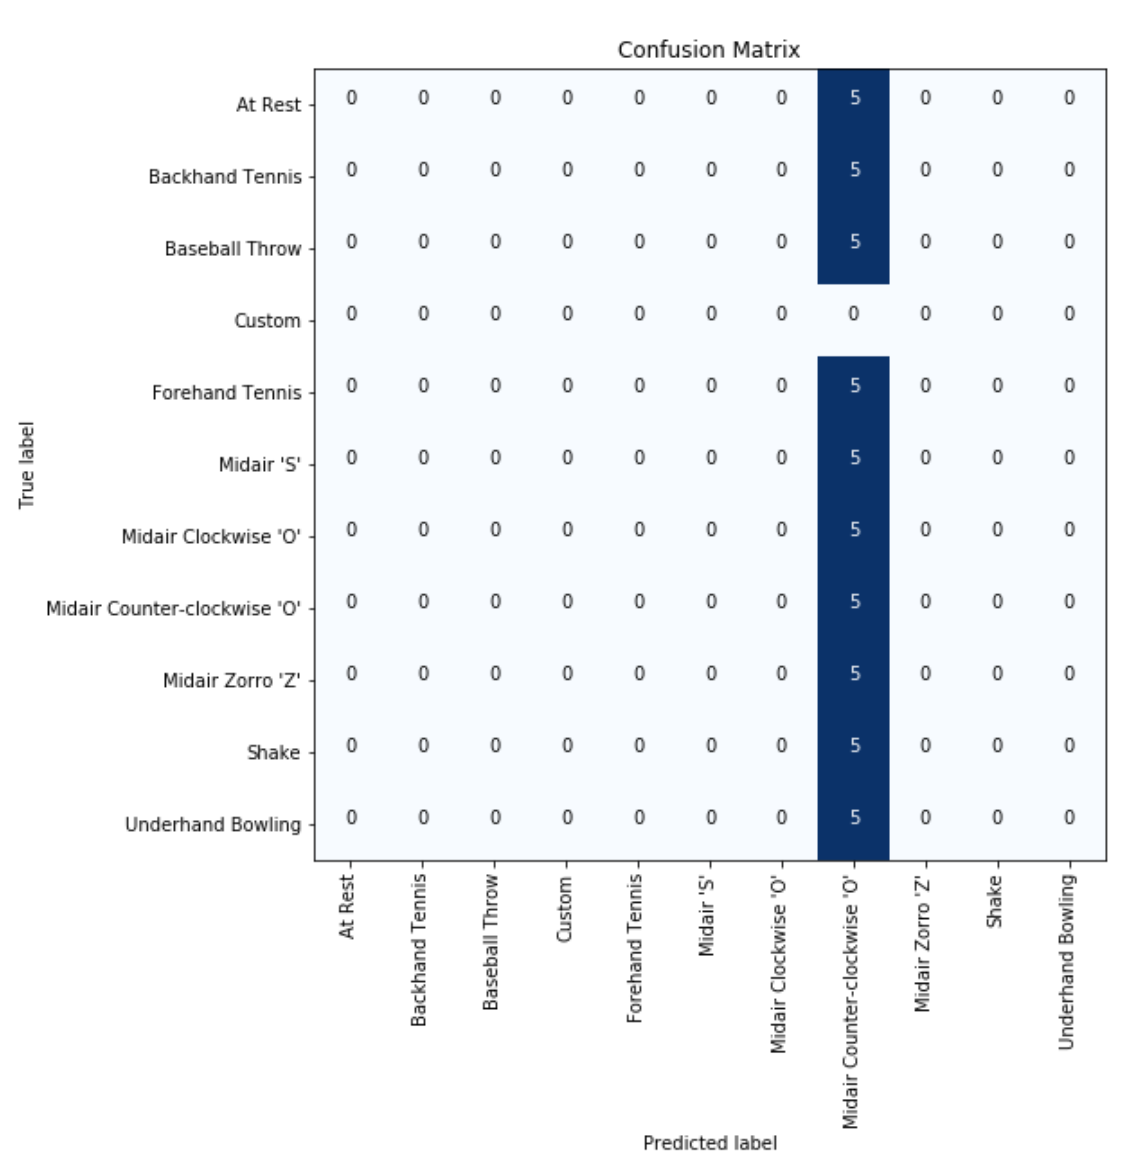 Confusion Matrix
At Rest 0 0 0 0 0 0 0 5 0 0 0
Backhand Tennis 0 0 0 0 0 0 0 5 0 0 0
Baseball Throw 0 0 0 0 0 0 0 5 0 0 0
Custom 0 0 0 0 0 0 0 0 0 0 0
Forehand Tennis 0 0 0 0 0 0 0 5 0 0 0
Midair 'S' 0 0 0 0 0 0 0 5 0 0 0
Midair Clockwise 'O' 0 0 0 0 0 0 0 5 0 0 0
Midair Counter-clockwise 'O' 0 0 0 0 0 0 0 5 0 0 0
Midair Zorro 'Z' 0 0 0 0 0 0 0 5 0 0 0
Shake 0 0 0 0 0 0 0 5 0 0 0
Underhand Bowling 0 0 0 0 0 0 0 5 0 0 0
True label
At Rest
Backhand Tennis
Baseball Throw
Custom
Forehand Tennis
Midair 'S'
Midair Clockwise 'O'
Midair Counter-clockwise 'O'
Midair Zorro 'Z'
Shake
Underhand Bowling
Predicted label